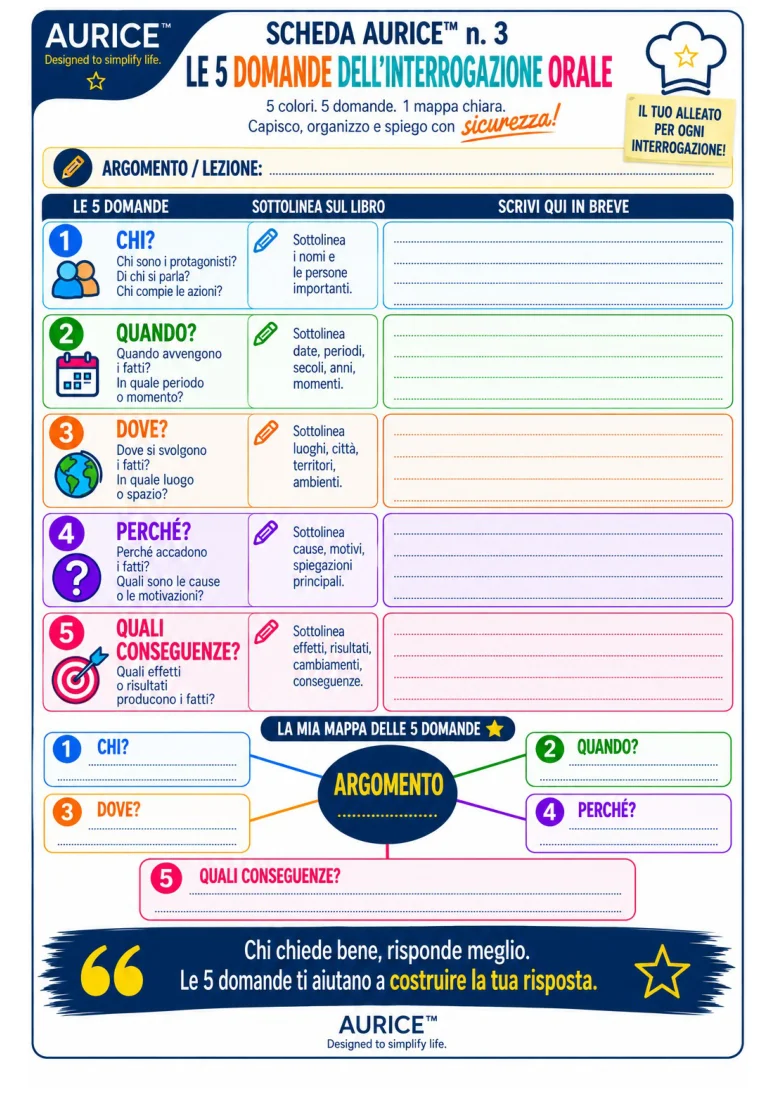 AURICE™
Designed to simplify life.
SCHEDA AURICE™ n. 3
LE 5 DOMANDE DELL'INTERROGAZIONE ORALE
5 colori. 5 domande. 1 mappa chiara.
Capisco, organizzo e spiego con sicurezza!
IL TUO ALLEATO
PER OGNI
INTERROGAZIONE!
ARGOMENTO / LEZIONE:
LE 5 DOMANDE
SOTTOLINEA SUL LIBRO
SCRIVI QUI IN BREVE
1
CHI?
Chi sono i protagonisti?
Di chi si parla?
Chi compie le azioni?
Sottolinea
i nomi e
le persone
importanti.
2
QUANDO?
Quando avvengono
i fatti?
In quale periodo
o momento?
Sottolinea
date, periodi,
secoli, anni,
momenti.
3
DOVE?
Dove si svolgono
i fatti?
In quale luogo
o spazio?
Sottolinea
luoghi, città,
territori,
ambienti.
4
?
PERCHÉ?
Perché accadono
i fatti?
Quali sono le cause
o le motivazioni?
Sottolinea
cause, motivi,
spiegazioni
principali.
5
QUALI
CONSEGUENZE?
Quali effetti
o risultati
producono i fatti?
Sottolinea
effetti, risultati,
cambiamenti,
conseguenze.
LA MIA MAPPA DELLE 5 DOMANDE
1 CHI?
2 QUANDO?
ARGOMENTO
3 DOVE?
4 PERCHÉ?
5 QUALI CONSEGUENZE?
“
Chi chiede bene, risponde meglio.
Le 5 domande ti aiutano a costruire la tua risposta.
AURICE™
Designed to simplify life.